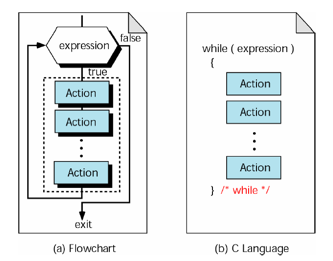 expression
false
true
Action
Action
Action
exit
(a) Flowchart
while ( expression )
{
Action
Action
Action
} /* while */
(b) C Language